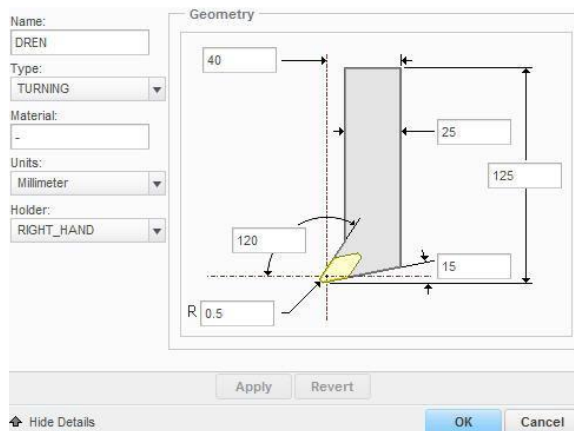 Name:
DREN
Type:
TURNING
Material:
-
Units:
Millimeter
Holder:
RIGHT_HAND
Geometry
40
25
125
120
15
R 0.5
Apply Revert
Hide Details OK Cancel